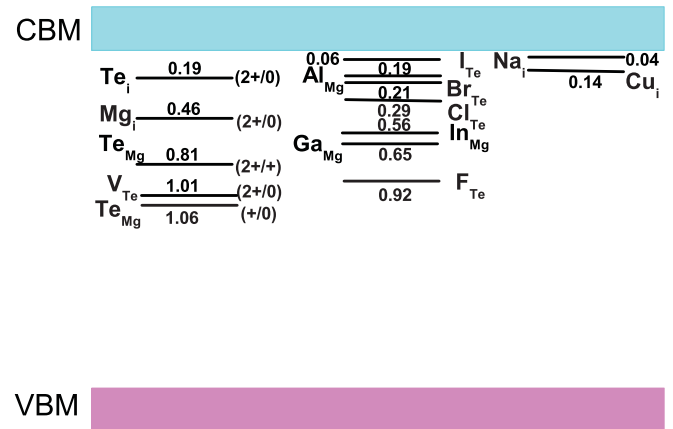 CBM
Te_i 0.19 (2+/0)
Mg_i 0.46 (2+/0)
Te_Mg 0.81 (2+/+)
V_Te 1.01 (2+/0)
Te_Mg 1.06 (+/0)
0.06 I_Te
Al_Mg 0.19
0.21 Br_Te
0.29 Cl_Te
0.56 In_Mg
Ga_Mg 0.65
0.92 F_Te
Na_i 0.04
0.14 Cu_i
VBM